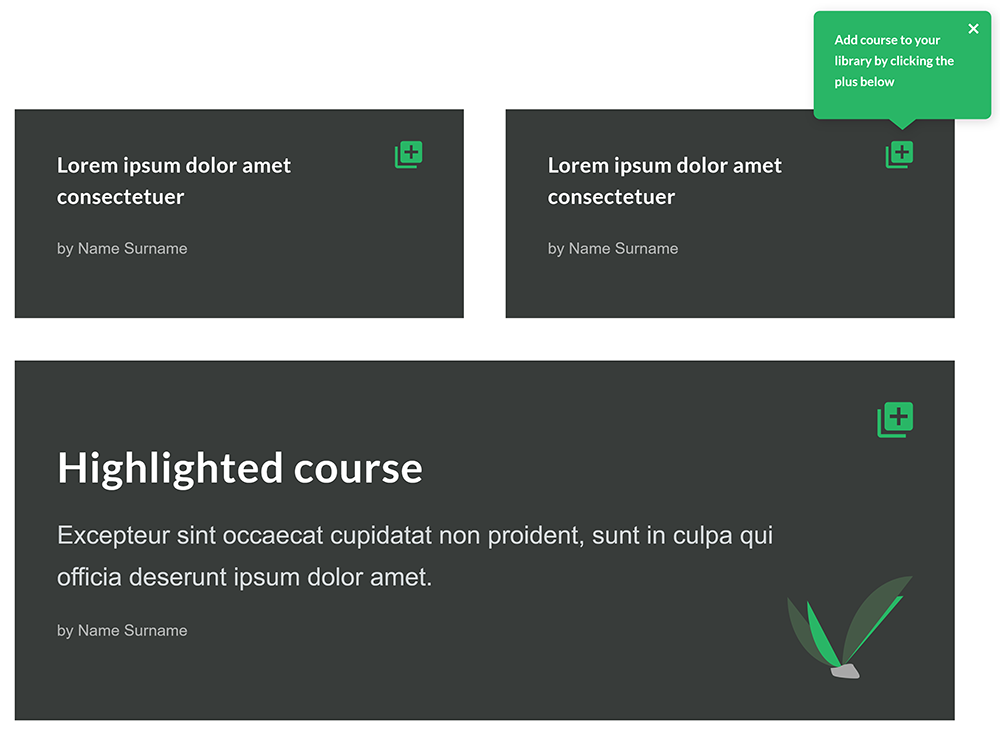 Add course to your
library by clicking the
plus below
Lorem ipsum dolor amet
consectetuer
by Name Surname
Lorem ipsum dolor amet
consectetuer
by Name Surname
Highlighted course
Excepteur sint occaecat cupidatat non proident, sunt in culpa qui
officia deserunt ipsum dolor amet.
by Name Surname